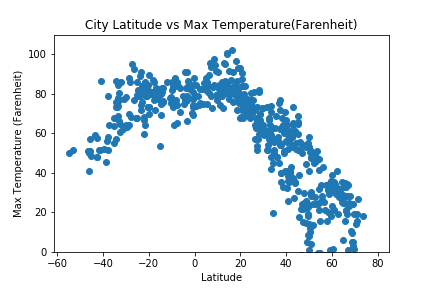 City Latitude vs Max Temperature(Farenheit)
100
80
60
40
20
0
Max Temperature (Farenheit)
−60 −40 −20 0 20 40 60 80
Latitude